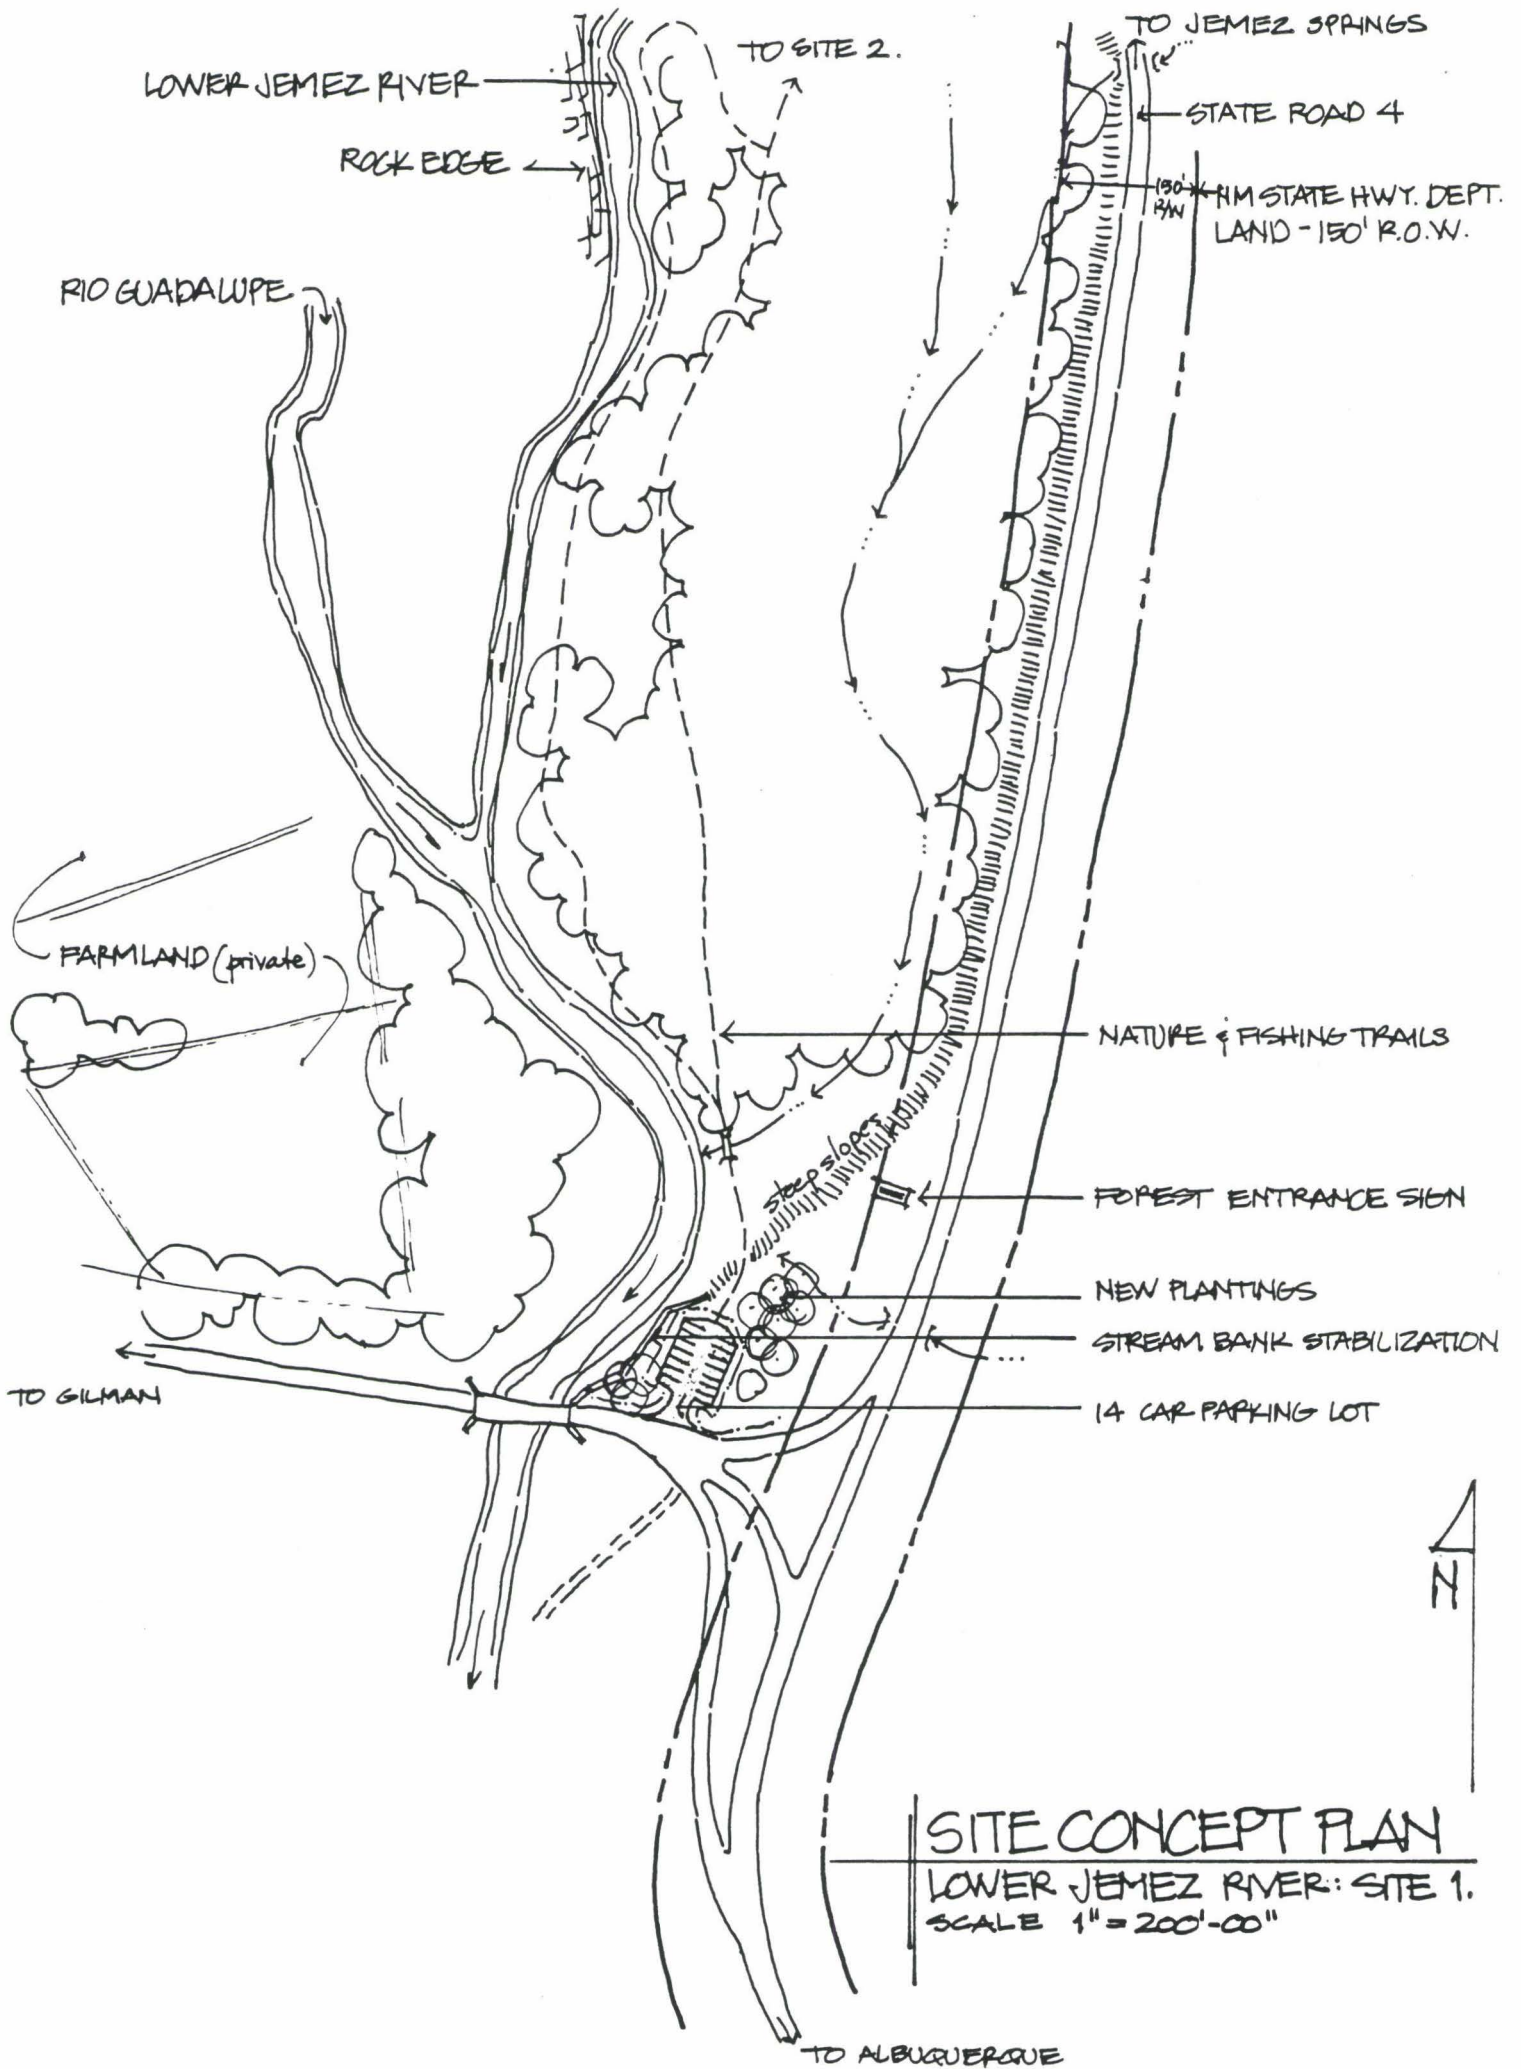 TO JEMEZ SPRINGS
TO SITE 2.
LOWER JEMEZ RIVER
STATE ROAD 4
ROCK EDGE
150'
R/W
NM STATE HWY. DEPT.
LAND - 150' R.O.W.
RIO GUADALUPE
FARMLAND (private)
NATURE & FISHING TRAILS
steep slopes
FOREST ENTRANCE SIGN
NEW PLANTINGS
STREAM BANK STABILIZATION
TO GILMAN
14 CAR PARKING LOT
N
SITE CONCEPT PLAN
LOWER JEMEZ RIVER: SITE 1.
SCALE 1" = 200'-00"
TO ALBUQUERQUE